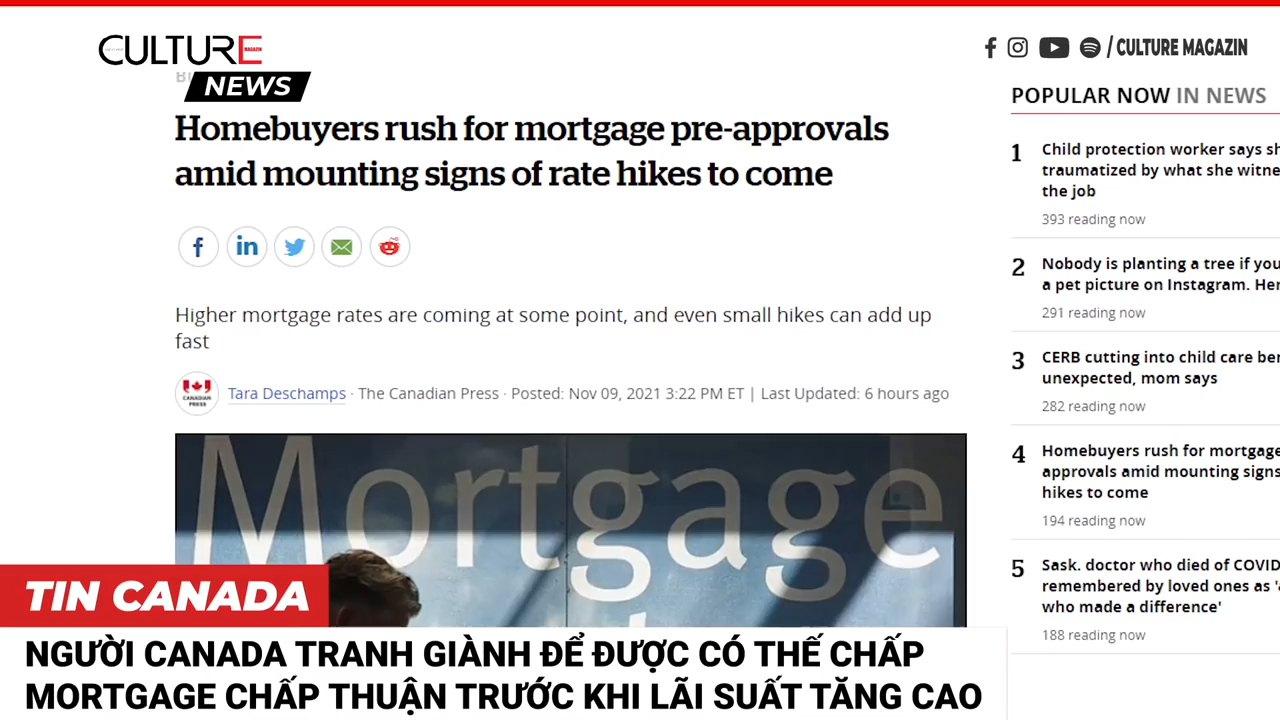 CULTURE
MAGAZIN
NEWS
/ CULTURE MAGAZIN
Homebuyers rush for mortgage pre-approvals
amid mounting signs of rate hikes to come
Higher mortgage rates are coming at some point, and even small hikes can add up
fast
CANADIAN
PRESS
Tara Deschamps · The Canadian Press · Posted: Nov 09, 2021 3:22 PM ET | Last Updated: 6 hours ago
Mortgage
POPULAR NOW IN NEWS
1 Child protection worker says sh
traumatized by what she witne
the job
393 reading now
2 Nobody is planting a tree if you
a pet picture on Instagram. Her
291 reading now
3 CERB cutting into child care ben
unexpected, mom says
282 reading now
4 Homebuyers rush for mortgage
approvals amid mounting signs
hikes to come
194 reading now
5 Sask. doctor who died of COVID
remembered by loved ones as 'a
who made a difference'
188 reading now
TIN CANADA
NGƯỜI CANADA TRANH GIÀNH ĐỂ ĐƯỢC CÓ THẾ CHẤP
MORTGAGE CHẤP THUẬN TRƯỚC KHI LÃI SUẤT TĂNG CAO